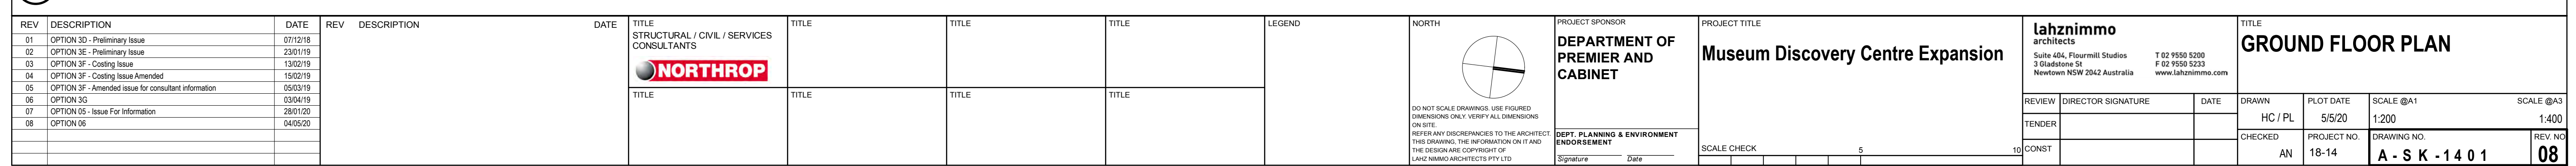 REV DESCRIPTION DATE
01 OPTION 3D - Preliminary Issue 07/12/18
02 OPTION 3E - Preliminary Issue 23/01/19
03 OPTION 3F - Costing Issue 13/02/19
04 OPTION 3F - Costing Issue Amended 15/02/19
05 OPTION 3F - Amended issue for consultant information 05/03/19
06 OPTION 3G 03/04/19
07 OPTION 05 - Issue For Information 28/01/20
08 OPTION 06 04/05/20
REV DESCRIPTION DATE
TITLE
STRUCTURAL / CIVIL / SERVICES
CONSULTANTS
NORTHROP
TITLE
TITLE
TITLE
TITLE
TITLE
TITLE
TITLE
LEGEND
NORTH
DO NOT SCALE DRAWINGS. USE FIGURED
DIMENSIONS ONLY. VERIFY ALL DIMENSIONS
ON SITE.
REFER ANY DISCREPANCIES TO THE ARCHITECT.
THIS DRAWING, THE INFORMATION ON IT AND
THE DESIGN ARE COPYRIGHT OF
LAHZ NIMMO ARCHITECTS PTY LTD
PROJECT SPONSOR
DEPARTMENT OF
PREMIER AND
CABINET
DEPT. PLANNING & ENVIRONMENT
ENDORSEMENT
Signature Date
PROJECT TITLE
Museum Discovery Centre Expansion
SCALE CHECK 5 10
lahznimmo
architects
Suite 404, Flourmill Studios T 02 9550 5200
3 Gladstone St F 02 9550 5233
Newtown NSW 2042 Australia www.lahznimmo.com
REVIEW DIRECTOR SIGNATURE DATE
TENDER
CONST
TITLE
GROUND FLOOR PLAN
DRAWN PLOT DATE SCALE @A1 SCALE @A3
HC / PL 5/5/20 1:200 1:400
CHECKED PROJECT NO. DRAWING NO. REV. NO
AN 18-14 A - S K - 1 4 0 1 08